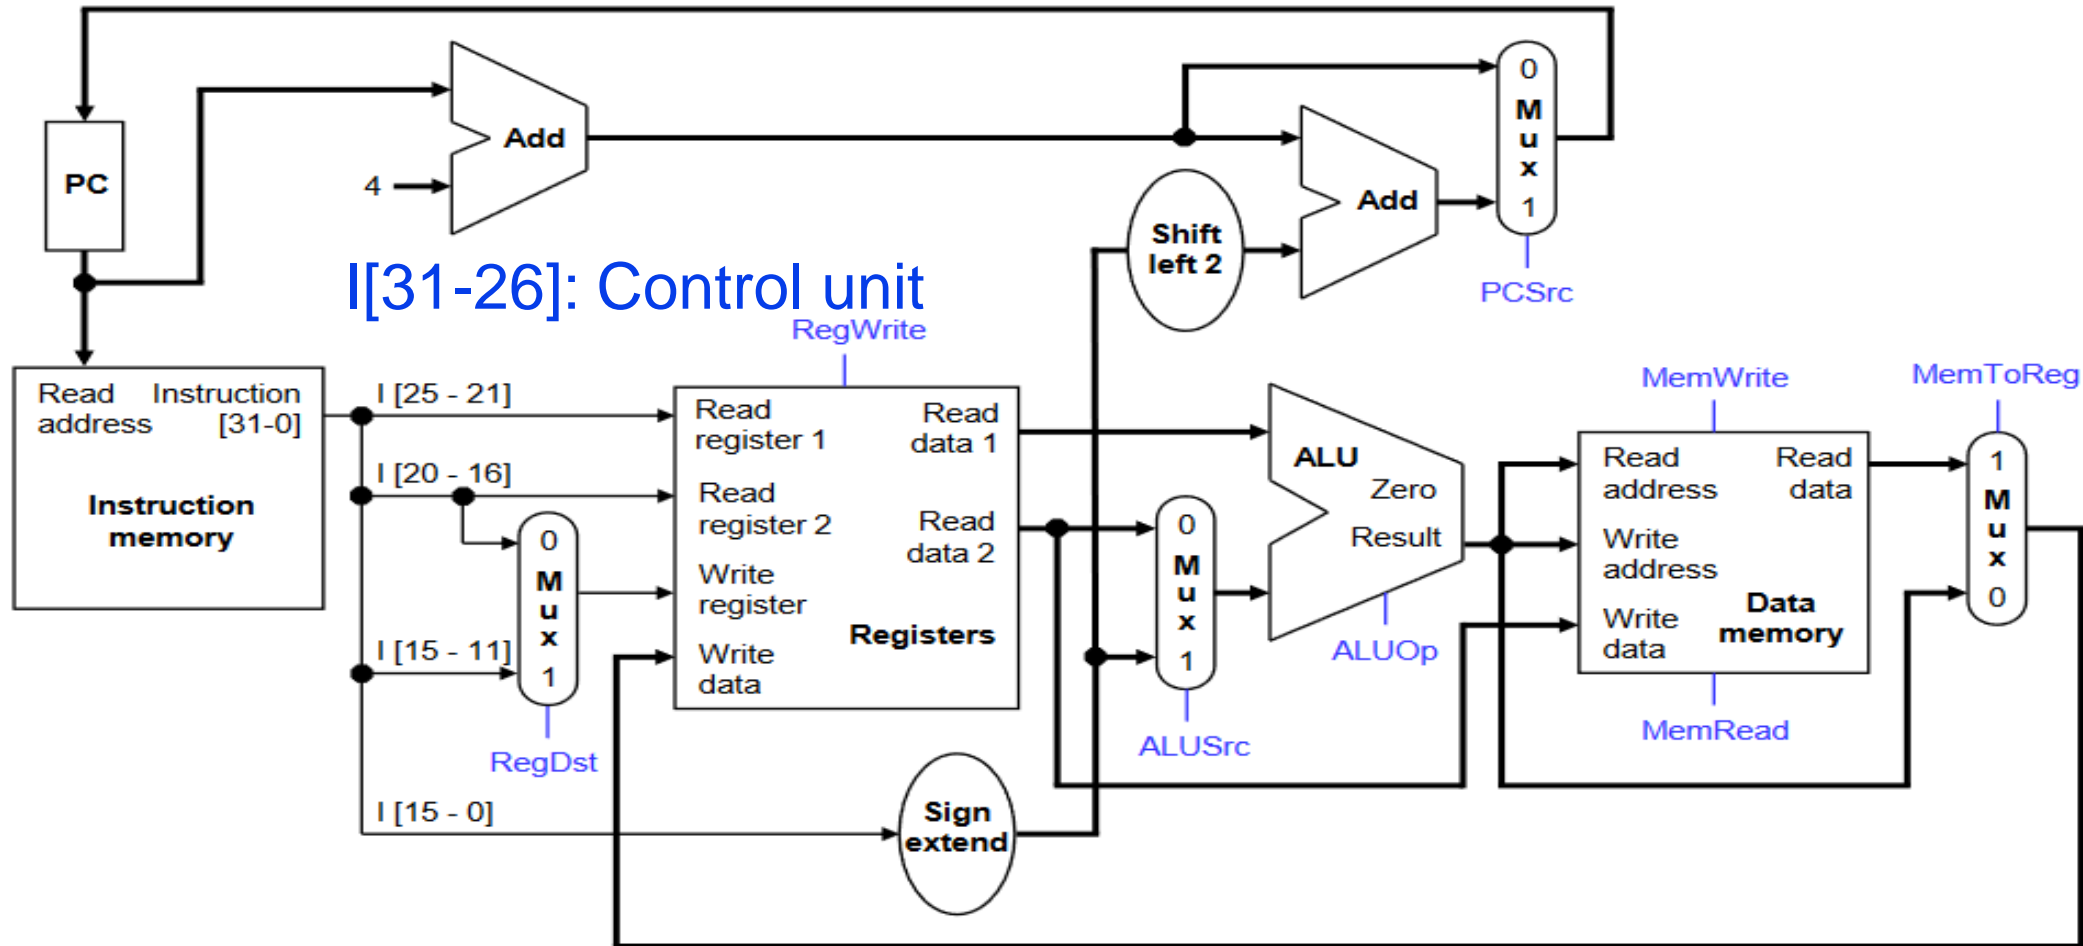 PC
4
Add
Shift
left 2
Add
0
M
u
x
1
PCSrc
I[31-26]: Control unit
RegWrite
Read
address
Instruction
[31-0]
Instruction
memory
I [25 - 21]
I [20 - 16]
I [15 - 11]
I [15 - 0]
0
M
u
x
1
RegDst
Read
register 1
Read
register 2
Write
register
Write
data
Read
data 1
Read
data 2
Registers
Sign
extend
0
M
u
x
1
ALUSrc
ALU
Zero
Result
ALUOp
MemWrite
Read
address
Write
address
Write
data
Read
data
Data
memory
MemRead
MemToReg
1
M
u
x
0